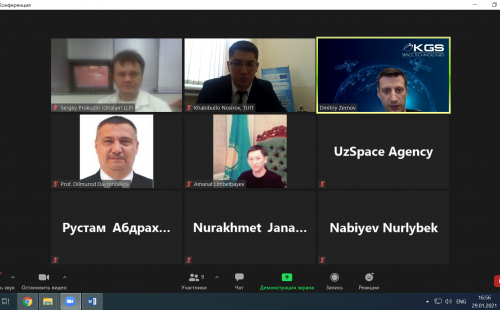 Конференция
KGS
SPACE TECHNOLOGIES
Sergey Prokudin (Ghalam LLP)
Khabibullo Nosirov, TUIT
Dmitriy Zernov
Prof. Dilmurod Davronbekov
Amanat Umbetbayev
UzSpace Agency
Рустам Абдрах...
Nurakhmet Jana...
Nabiyev Nurlybek
звук
Остановить видео
9
Участники
Чат
Демонстрация экрана
Запись
Реакции
16:56
29.01.2021